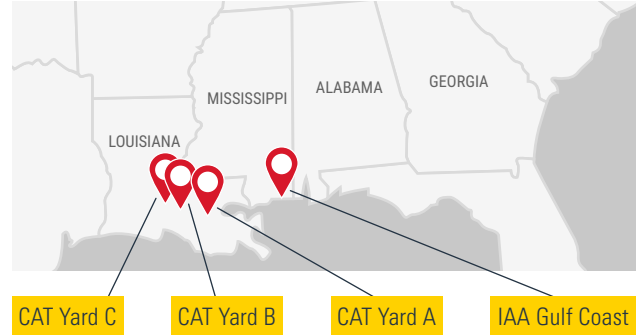 GEORGIA
ALABAMA
MISSISSIPPI
LOUISIANA
CAT Yard C
CAT Yard B
CAT Yard A
IAA Gulf Coast